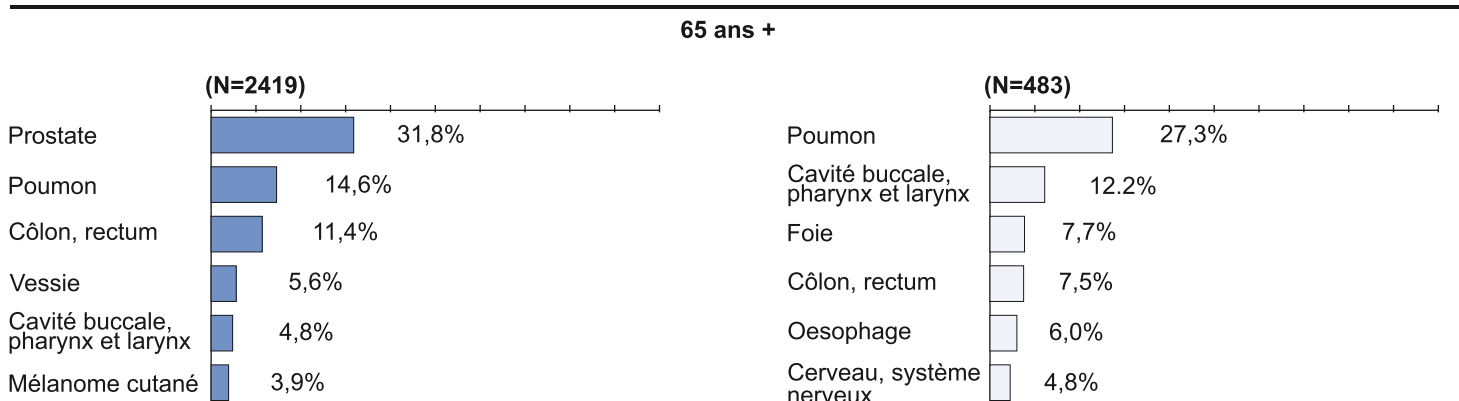 65 ans +
(N=2419)
Prostate 31,8%
Poumon 14,6%
Côlon, rectum 11,4%
Vessie 5,6%
Cavité buccale,
pharynx et larynx 4,8%
Mélanome cutané 3,9%
(N=483)
Poumon 27,3%
Cavité buccale,
pharynx et larynx 12.2%
Foie 7,7%
Côlon, rectum 7,5%
Oesophage 6,0%
Cerveau, système 4,8%
nerveux